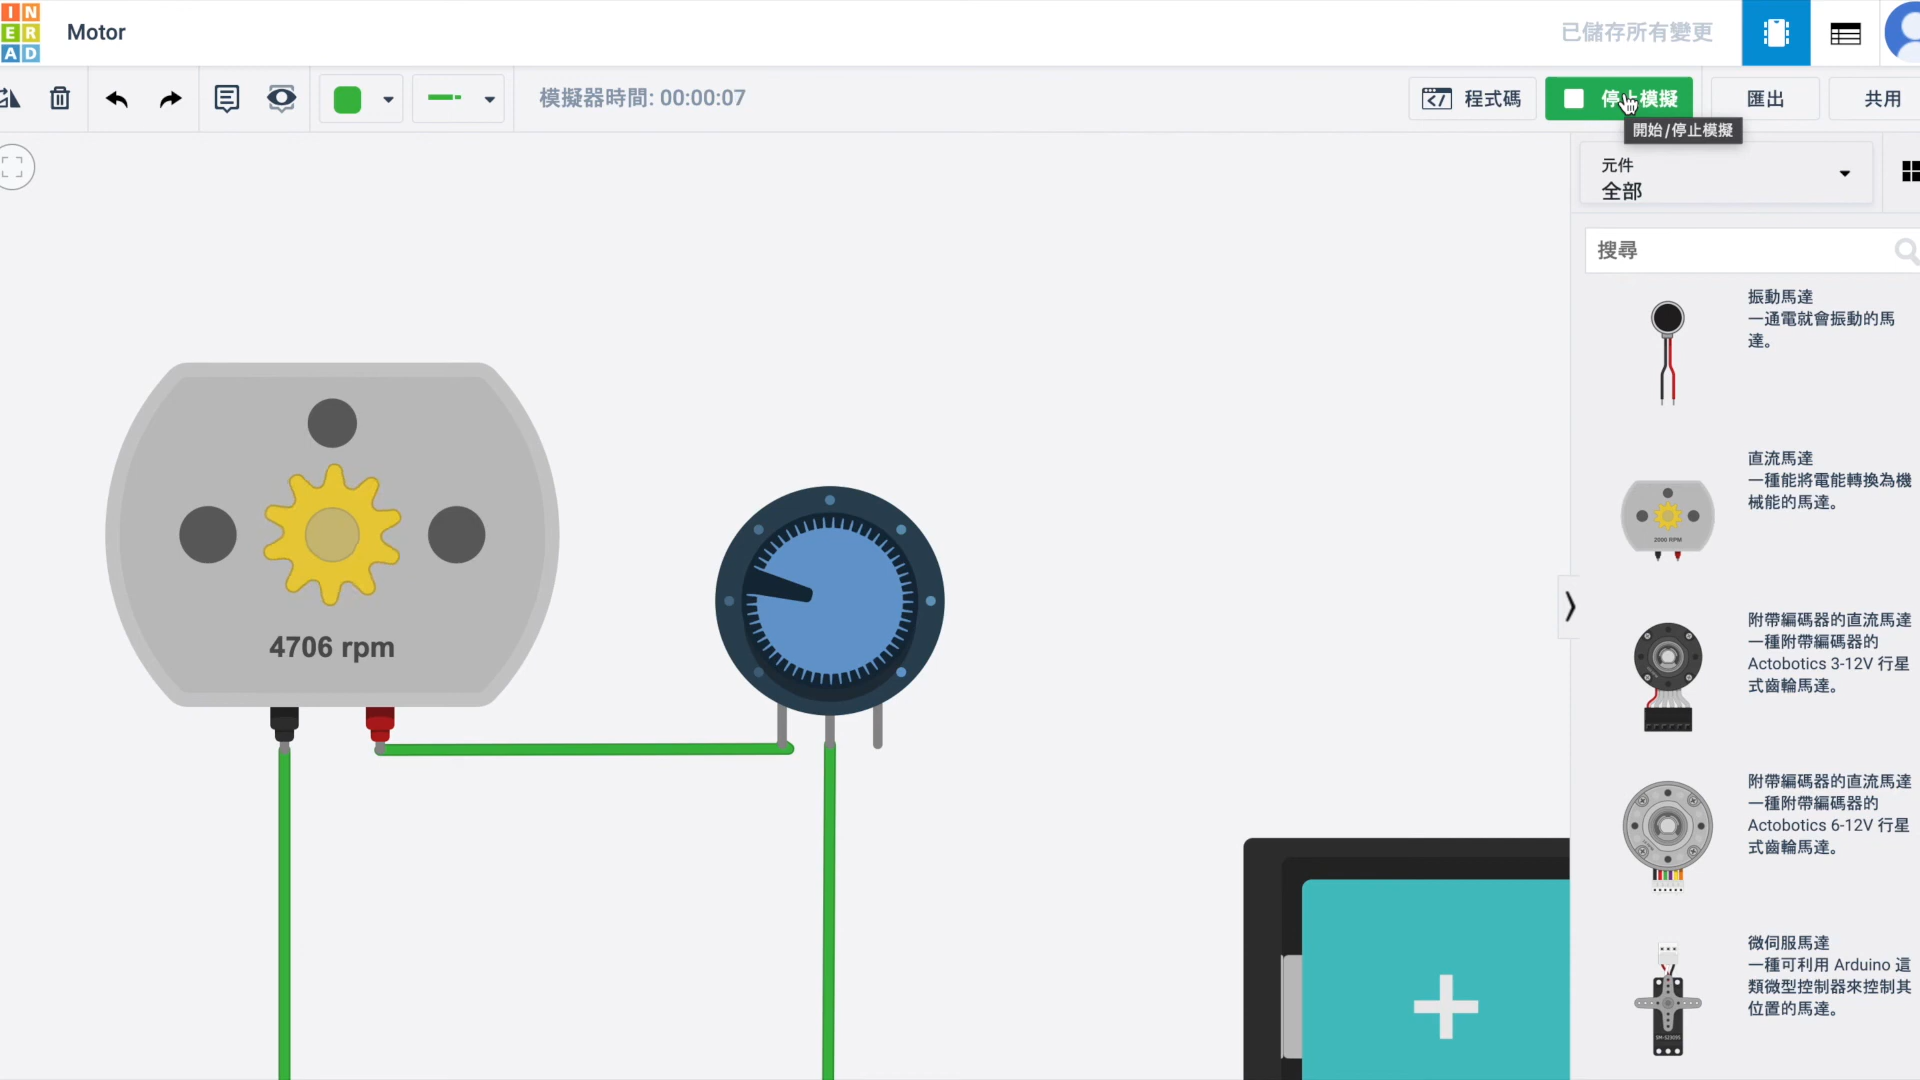 I N
E R
A D
Motor
已儲存所有變更
模擬器時間: 00:00:07
程式碼
停止模擬
匯出
共用
開始/停止模擬
元件
全部
搜尋
振動馬達
一通電就會振動的馬
達。
直流馬達
一種能將電能轉換為機
械能的馬達。
2000 RPM
附帶編碼器的直流馬達
一種附帶編碼器的
Actobotics 3-12V 行星
式齒輪馬達。
附帶編碼器的直流馬達
一種附帶編碼器的
Actobotics 6-12V 行星
式齒輪馬達。
微伺服馬達
一種可利用 Arduino 這
類微型控制器來控制其
位置的馬達。
4706 rpm
+